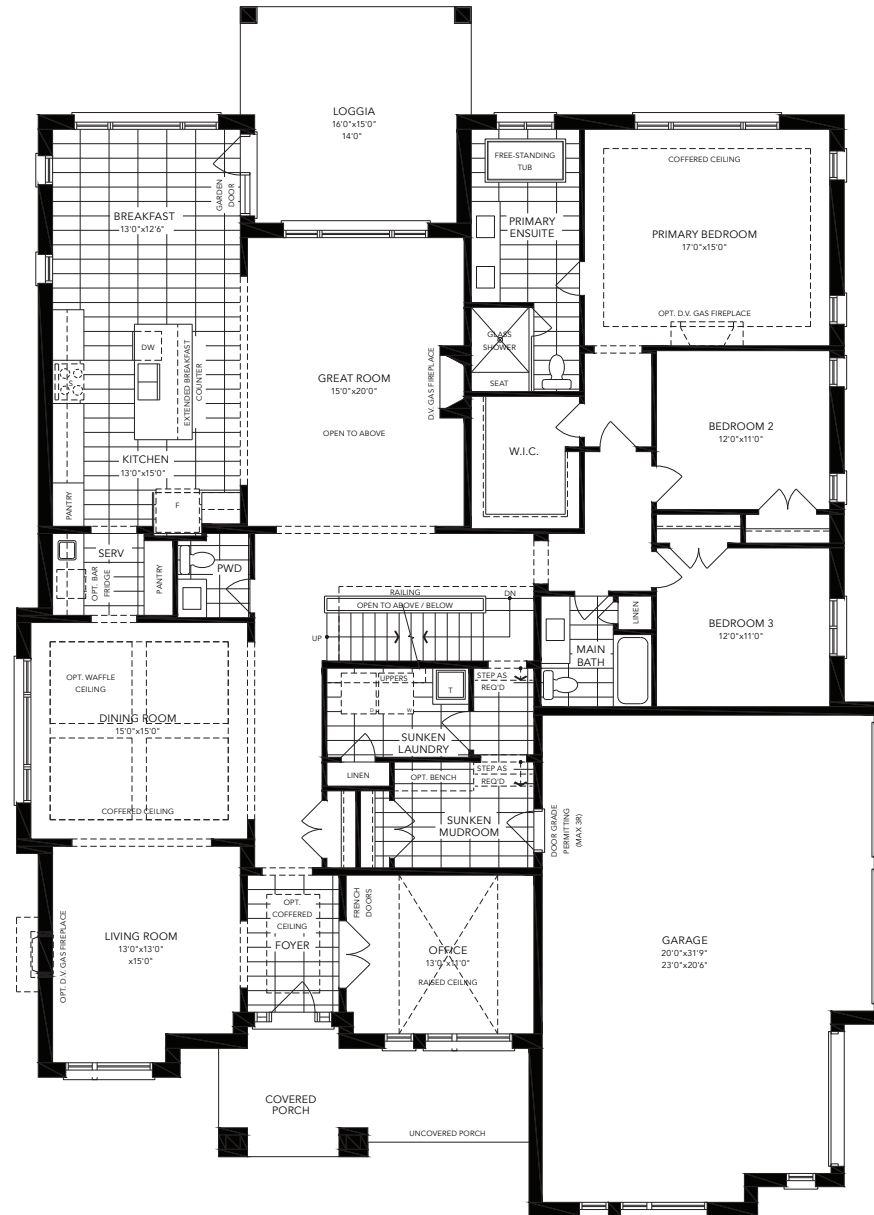 LOGGIA
16'0"x15'0"
14'0"
FREE-STANDING
TUB
COFFERED CEILING
GARDEN
DOOR
BREAKFAST
13'0"x12'6"
PRIMARY
ENSUITE
PRIMARY BEDROOM
17'0"x15'0"
OPT. D.V. GAS FIREPLACE
GLASS
SHOWER
SEAT
DW
EXTENDED BREAKFAST
COUNTER
S
GREAT ROOM
15'0"x20'0"
OPEN TO ABOVE
D.V. GAS FIREPLACE
BEDROOM 2
12'0"x11'0"
W.I.C.
KITCHEN
13'0"x15'0"
PANTRY
F
SERV
OPT. BAR
FRIDGE
PANTRY
PWD
RAILING
DN
OPEN TO ABOVE / BELOW
UP
LINEN
BEDROOM 3
12'0"x11'0"
MAIN
BATH
OPT. WAFFLE
CEILING
DINING ROOM
15'0"x15'0"
COFFERED CEILING
UPPERS
T
D
W
STEP AS
REQ'D
SUNKEN
LAUNDRY
LINEN
OPT. BENCH
STEP AS
REQ'D
SUNKEN
MUDROOM
DOOR GRADE
PERMITTING
(MAX 3R)
OPT.
COFFERED
CEILING
FOYER
FRENCH
DOORS
OPT. D.V. GAS FIREPLACE
LIVING ROOM
13'0"x13'0"
x15'0"
OFFICE
13'0"x11'0"
RAISED CEILING
GARAGE
20'0"x31'9"
23'0"x20'6"
COVERED
PORCH
UNCOVERED PORCH